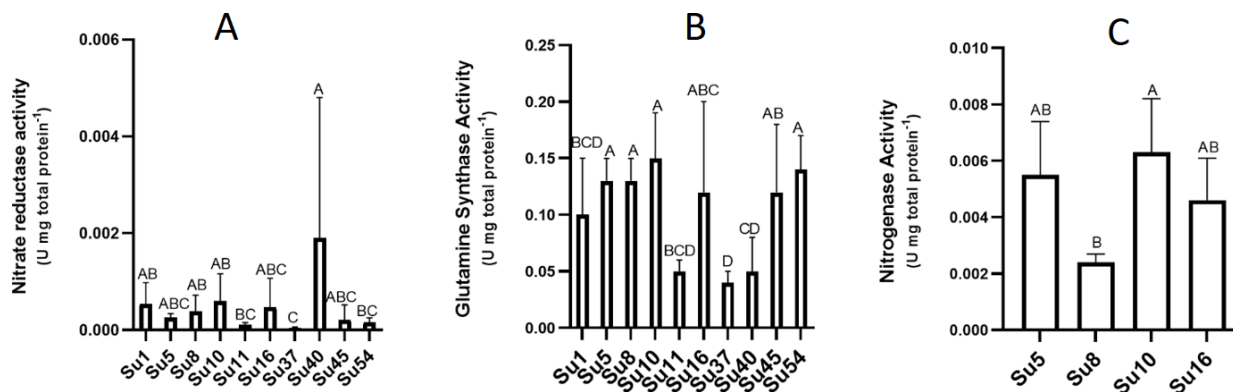 A
Nitrate reductase activity
(U mg total protein⁻¹)
0.006
0.004
0.002
0.000
AB
ABC
AB
AB
BC
ABC
C
A
ABC
BC
Su1
Su5
Su8
Su10
Su11
Su16
Su37
Su40
Su45
Su54
B
Glutamine Synthase Activity
(U mg total protein⁻¹)
0.25
0.20
0.15
0.10
0.05
0.00
BCD
A
A
A
BCD
ABC
D
CD
AB
A
Su1
Su5
Su8
Su10
Su11
Su16
Su37
Su40
Su45
Su54
C
Nitrogenase Activity
(U mg total protein⁻¹)
0.010
0.008
0.006
0.004
0.002
0.000
AB
B
A
AB
Su5
Su8
Su10
Su16